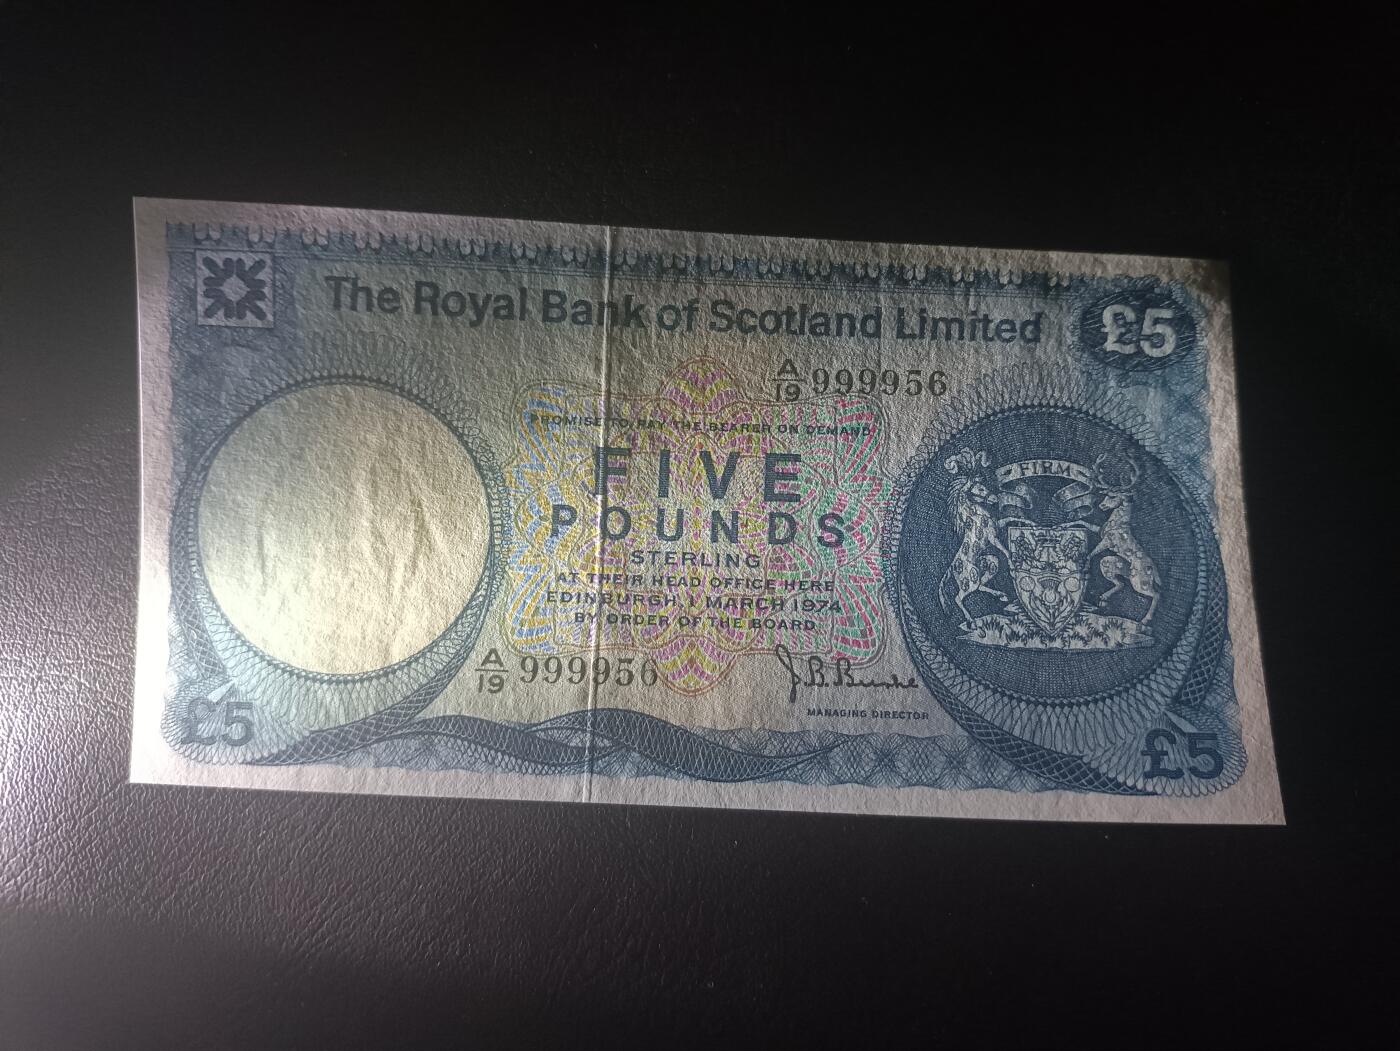 The Royal Bank of Scotland Limited
£5
A/19 999956
PROMISE TO PAY THE BEARER ON DEMAND
FIVE
POUNDS
STERLING
AT THEIR HEAD OFFICE HERE
EDINBURGH, 1 MARCH 1974
BY ORDER OF THE BOARD
A/19 999956
J. B. Burke
MANAGING DIRECTOR
FIRM
£5
£5